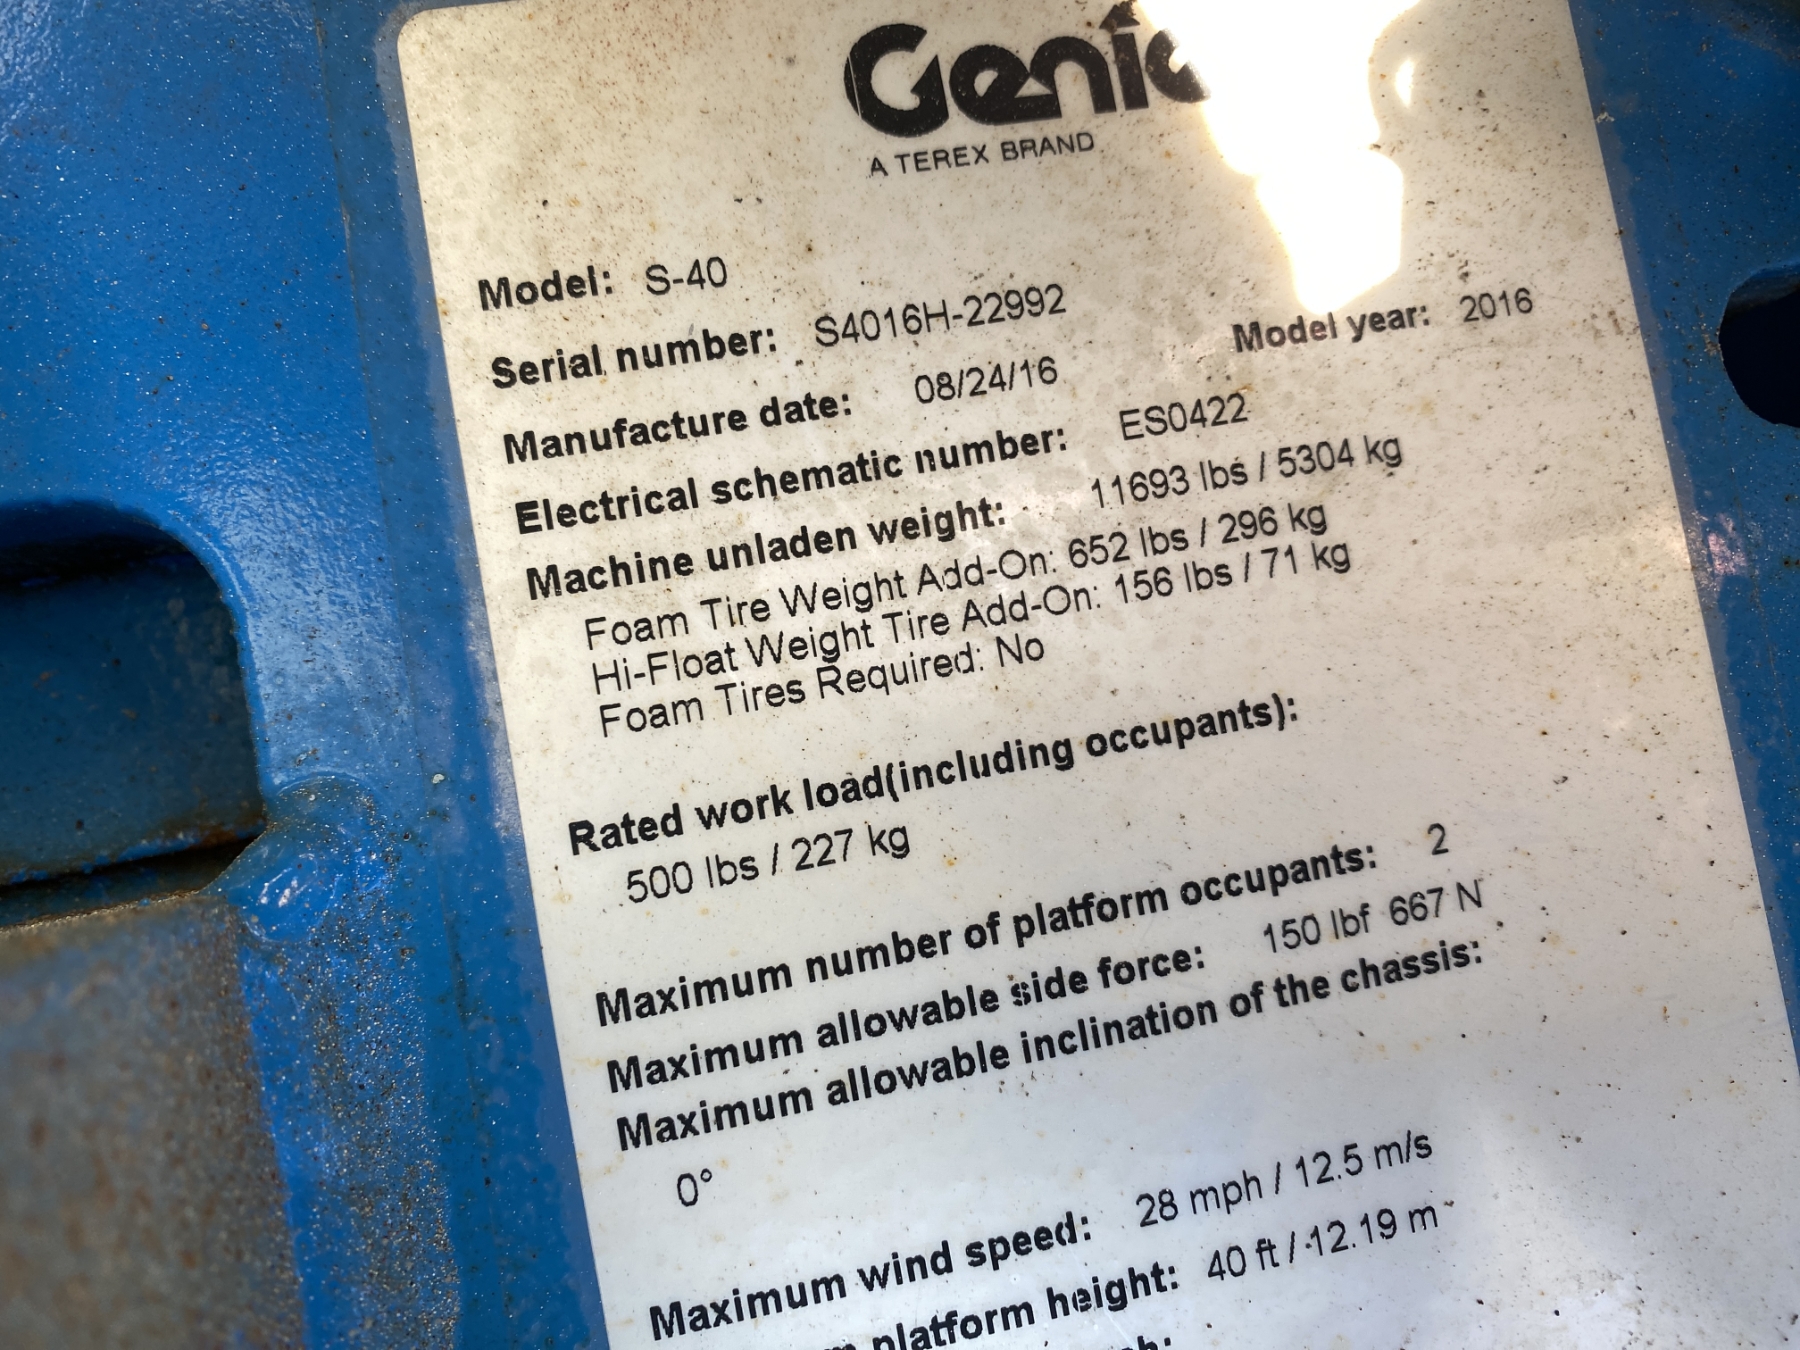 Genie
A TEREX BRAND
Model: S-40
Serial number: S4016H-22992
Model year: 2016
Manufacture date: 08/24/16
Electrical schematic number: ES0422
Machine unladen weight: 11693 lbs / 5304 kg
Foam Tire Weight Add-On: 652 lbs / 296 kg
Hi-Float Weight Tire Add-On: 156 lbs / 71 kg
Foam Tires Required: No
Rated work load(including occupants):
500 lbs / 227 kg
Maximum number of platform occupants: 2
Maximum allowable side force: 150 lbf 667 N
Maximum allowable inclination of the chassis:
0°
Maximum wind speed: 28 mph / 12.5 m/s
platform height: 40 ft / 12.19 m